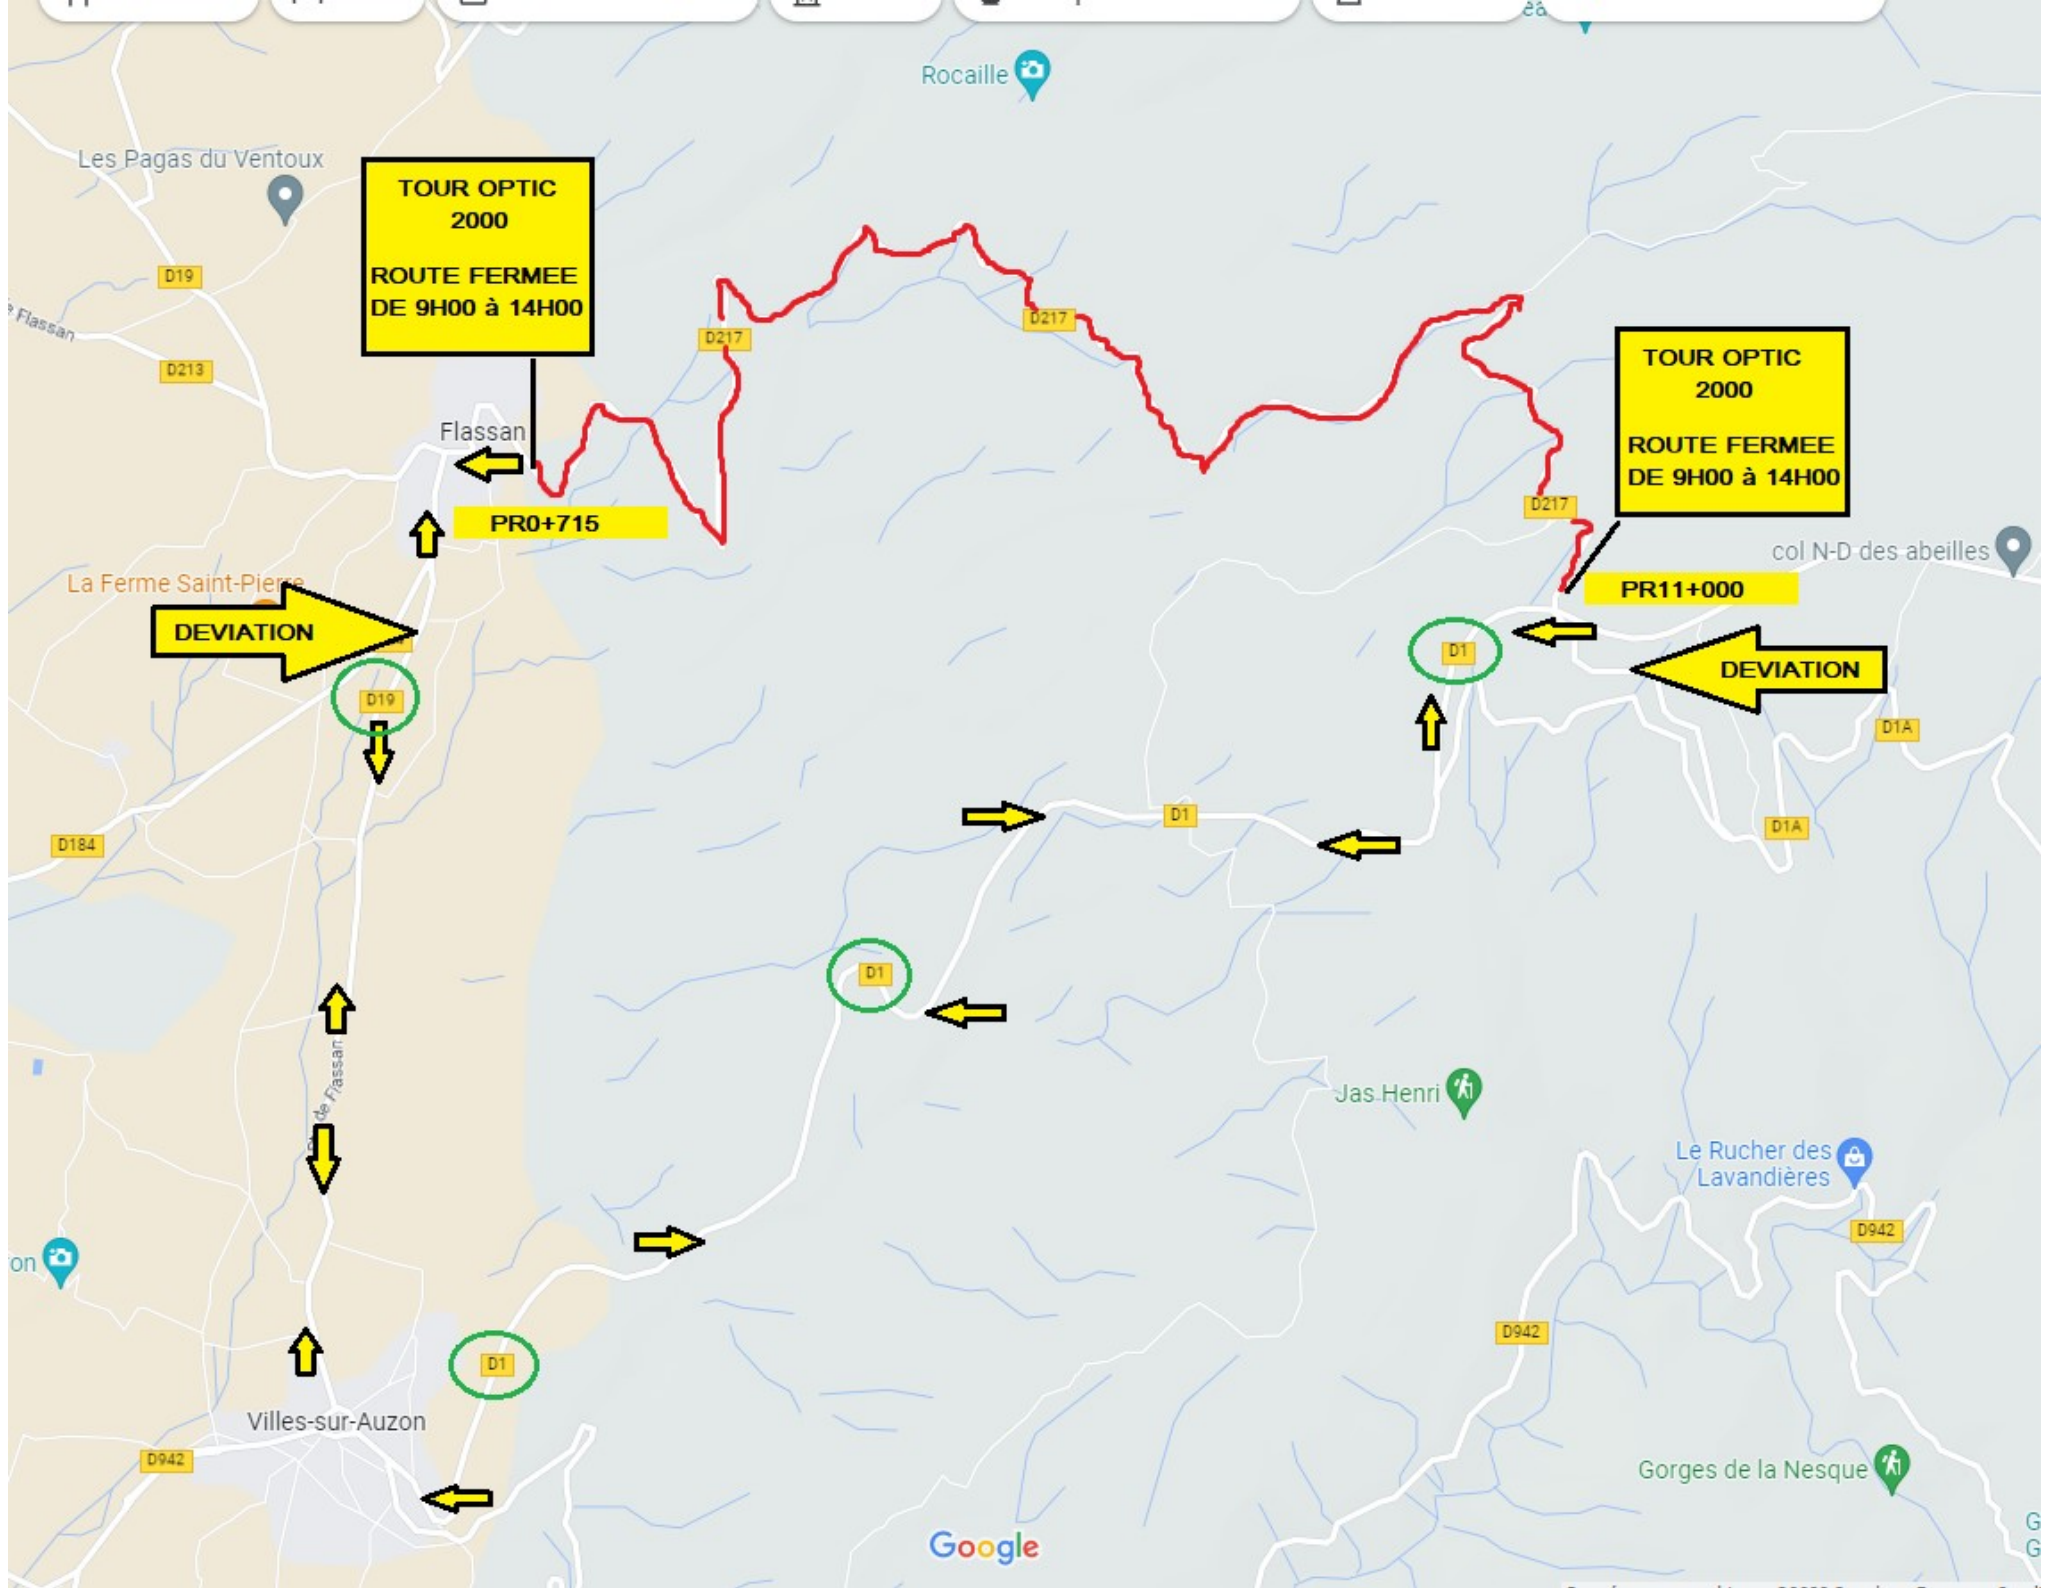 Rocaille
Les Pagas du Ventoux
TOUR OPTIC
2000
ROUTE FERMEE
DE 9H00 à 14H00
D19
Flassan
D213
D217
D217
TOUR OPTIC
2000
ROUTE FERMEE
DE 9H00 à 14H00
Flassan
D217
PR0+715
col N-D des abeilles
La Ferme Saint-Pierre
PR11+000
DEVIATION
D1
DEVIATION
D19
D1A
D1
D1A
D184
D1
de Flassan
Jas Henri
Le Rucher des
Lavandières
D942
on
D942
D1
Villes-sur-Auzon
D942
Gorges de la Nesque
Google
G
G